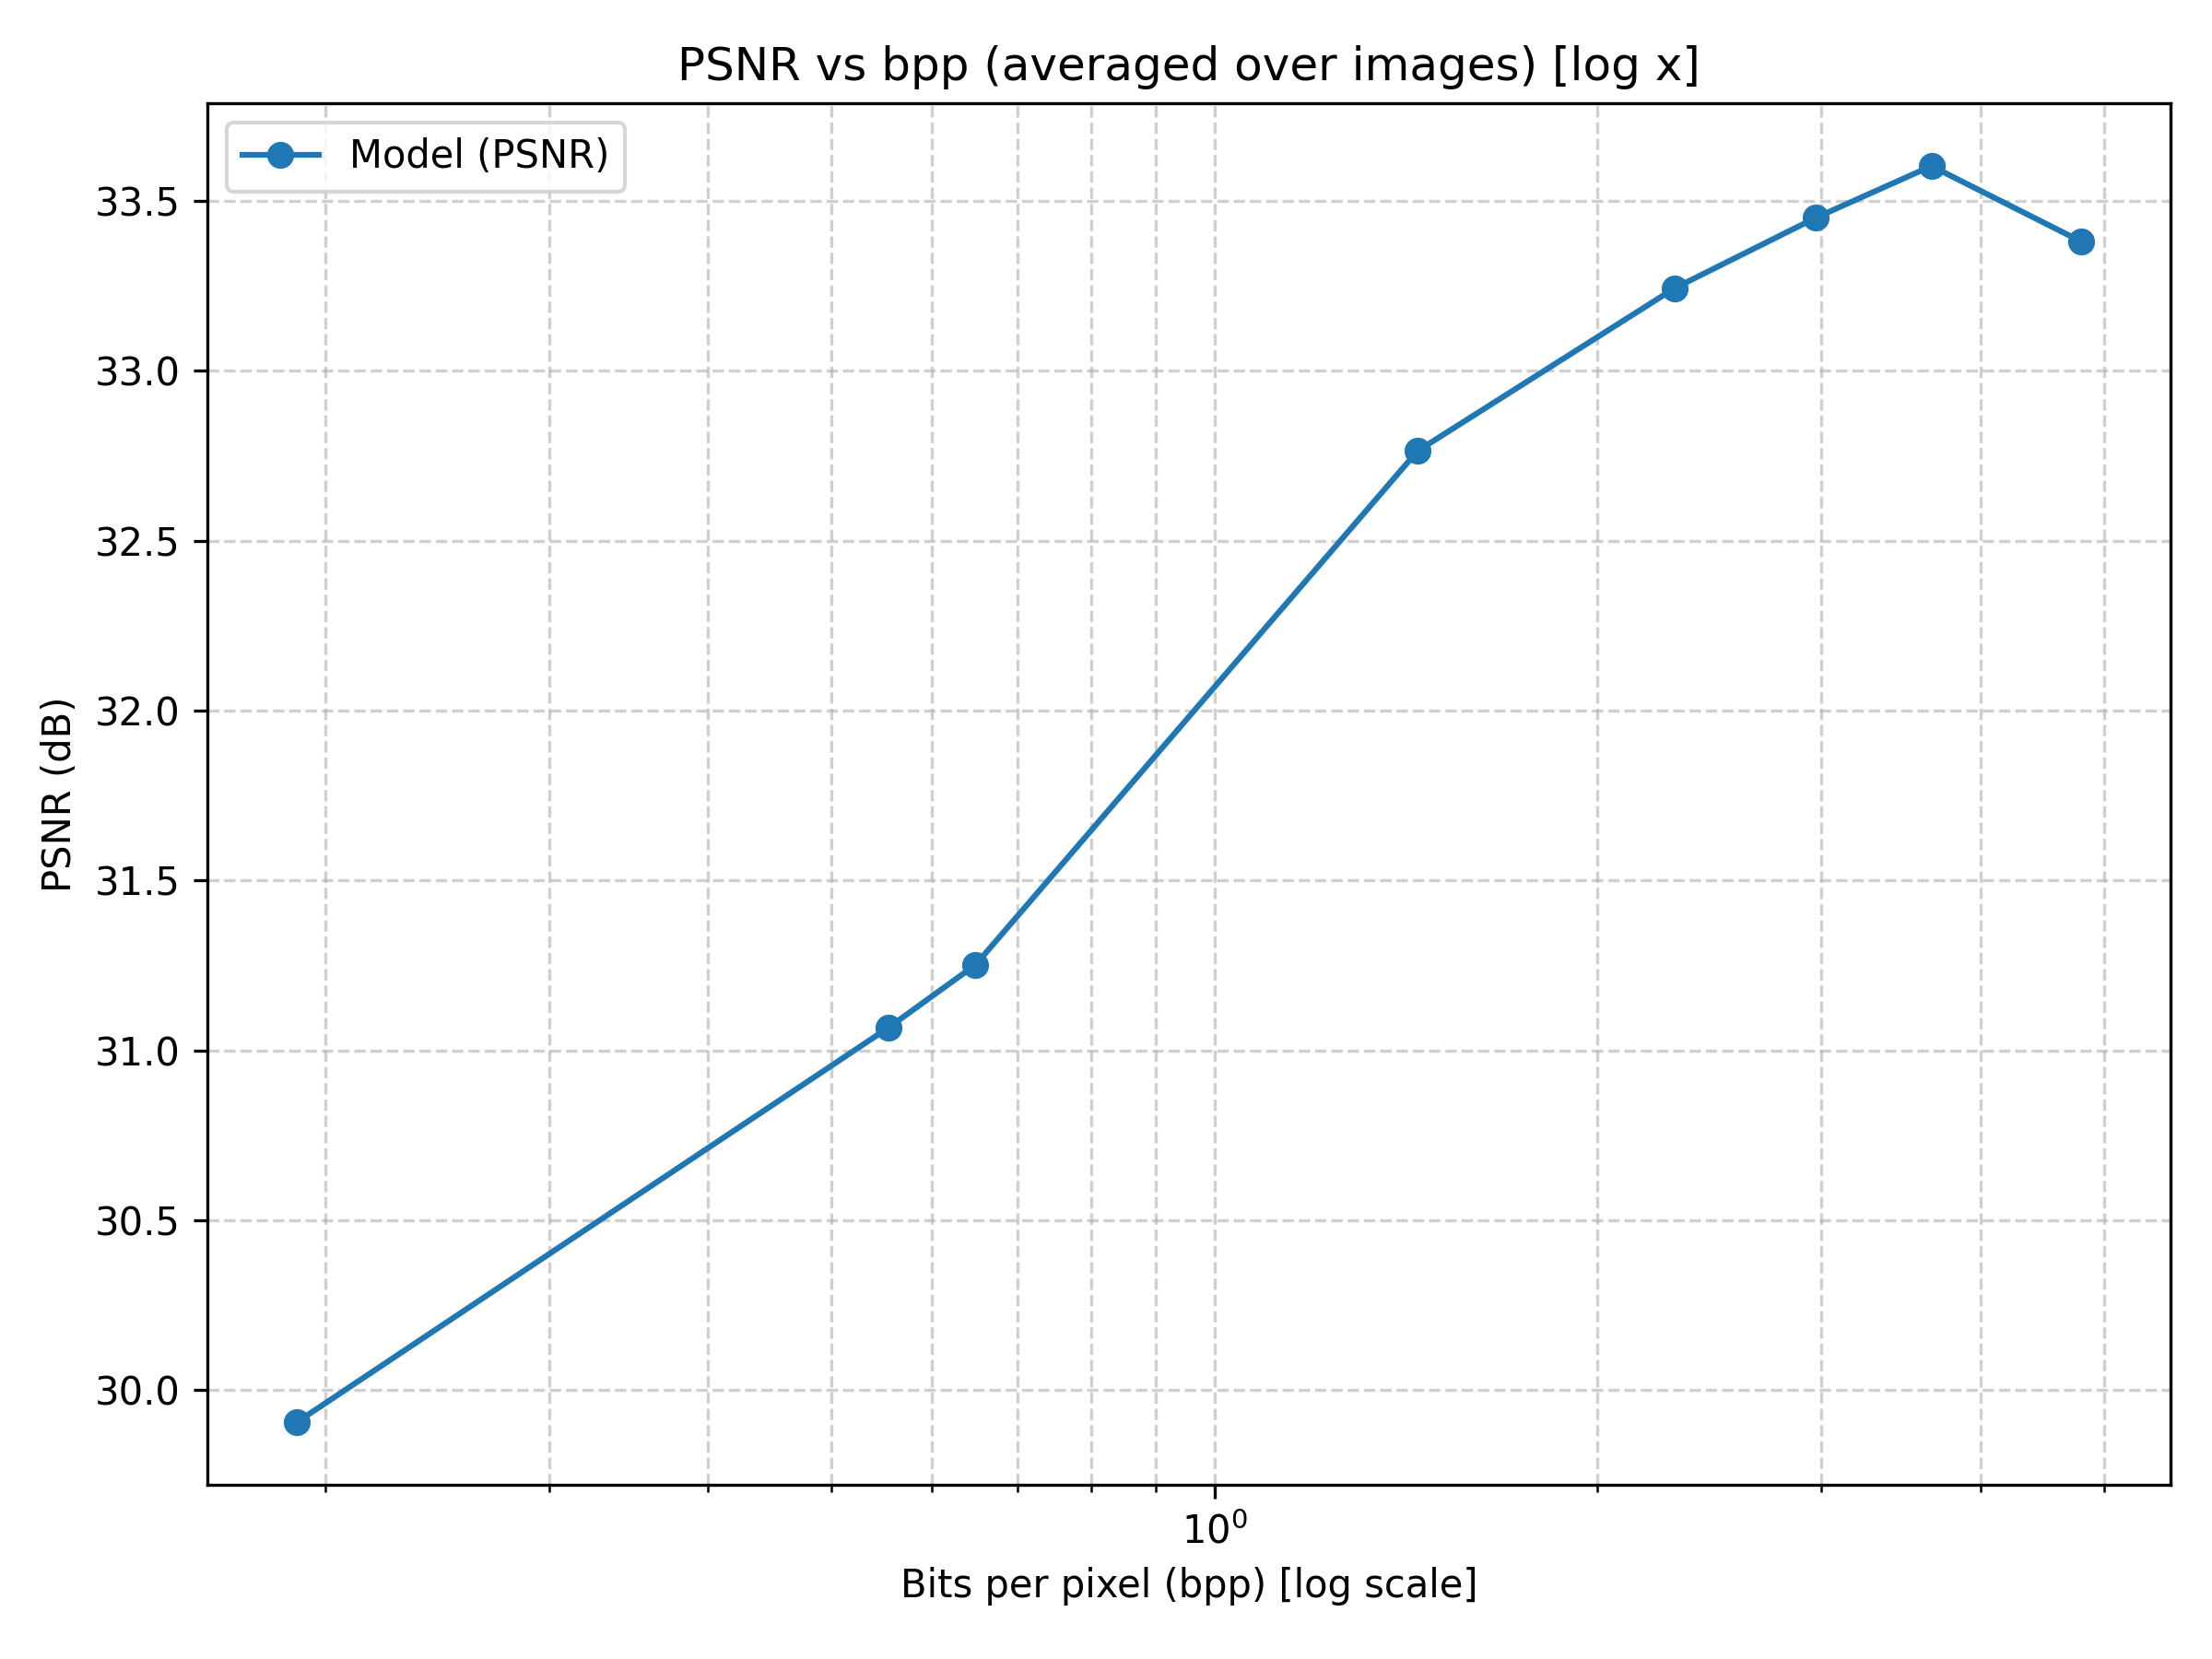 PSNR vs bpp (averaged over images) [log x]
Model (PSNR)
33.5
33.0
32.5
32.0
31.5
31.0
30.5
30.0
PSNR (dB)
10⁰
Bits per pixel (bpp) [log scale]